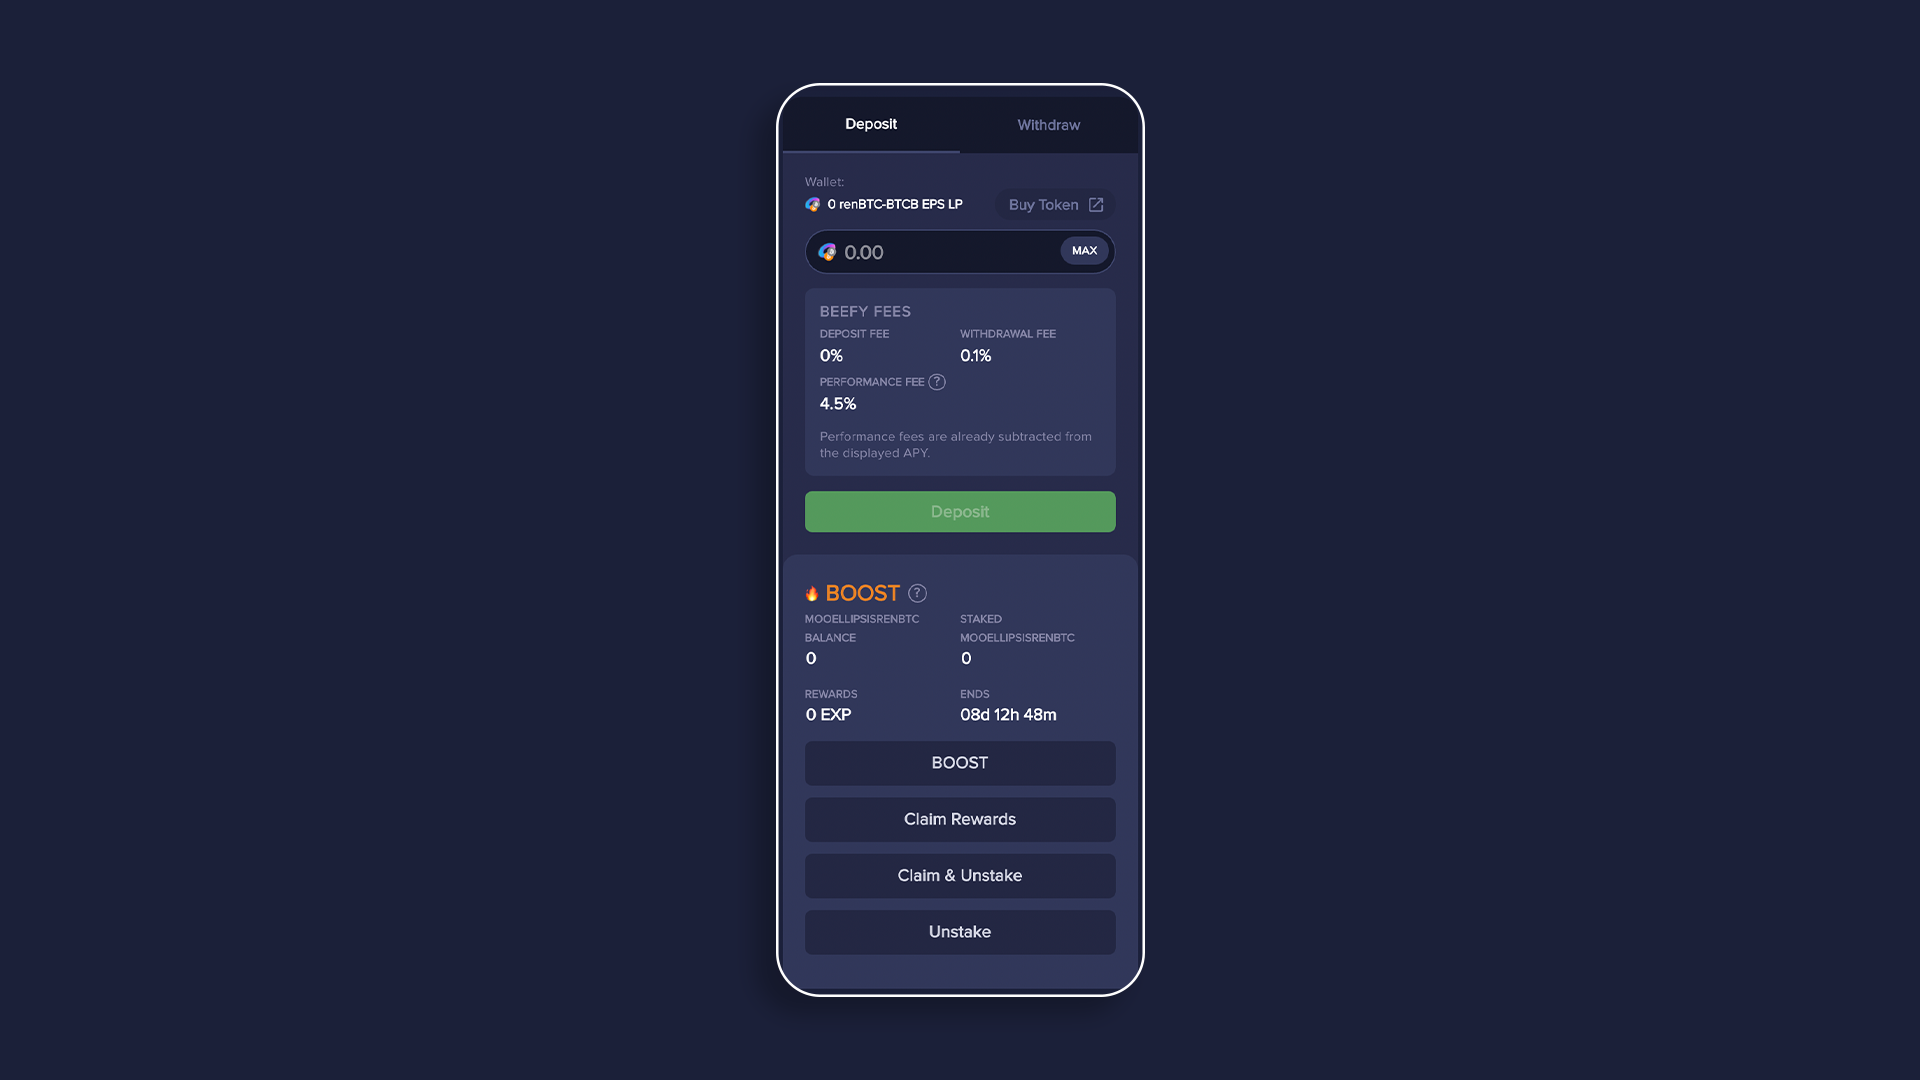 Deposit
Withdraw
Wallet:
0 renBTC-BTCB EPS LP
Buy Token
0.00
MAX
BEEFY FEES
DEPOSIT FEE
WITHDRAWAL FEE
0%
0.1%
PERFORMANCE FEE ?
4.5%
Performance fees are already subtracted from
the displayed APY.
Deposit
BOOST ?
MOOELLIPSISRENBTC
BALANCE
0
STAKED
MOOELLIPSISRENBTC
0
REWARDS
0 EXP
ENDS
08d 12h 48m
BOOST
Claim Rewards
Claim & Unstake
Unstake